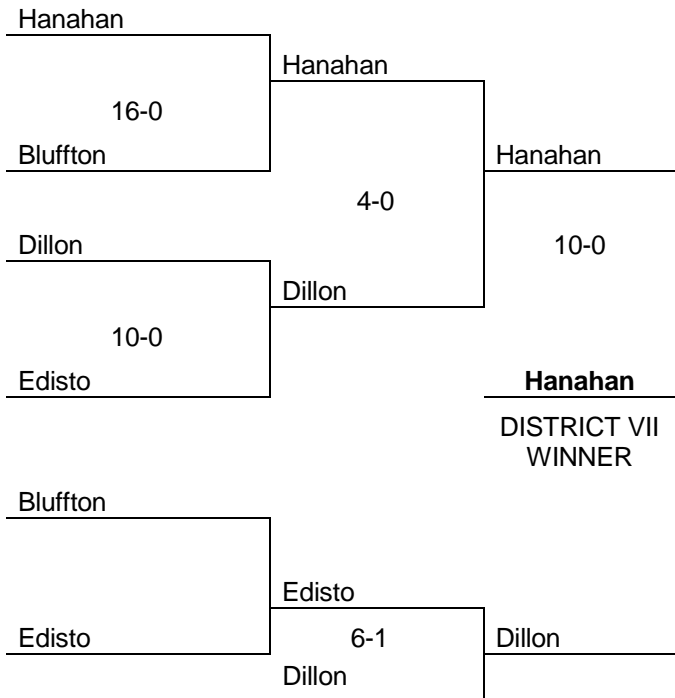 Hanahan
Hanahan
16-0
Bluffton
Hanahan
4-0
Dillon
10-0
Dillon
10-0
Edisto
Hanahan
DISTRICT VII
WINNER
Bluffton
Edisto
Edisto
6-1
Dillon
Dillon